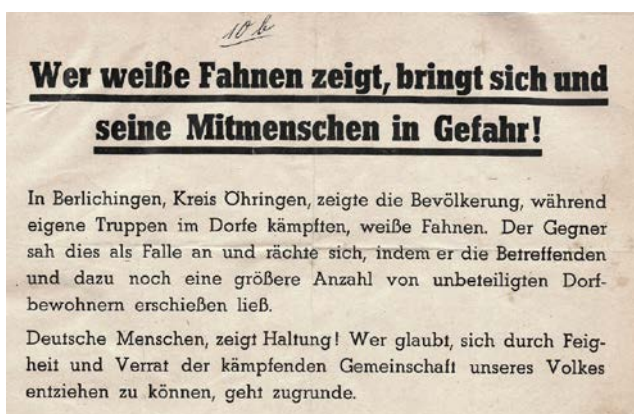 10 b
Wer weiße Fahnen zeigt, bringt sich und
seine Mitmenschen in Gefahr!
In Berlichingen, Kreis Öhringen, zeigte die Bevölkerung, während
eigene Truppen im Dorfe kämpften, weiße Fahnen. Der Gegner
sah dies als Falle an und rächte sich, indem er die Betreffenden
und dazu noch eine größere Anzahl von unbeteiligten Dorf-
bewohnern erschießen ließ.
Deutsche Menschen, zeigt Haltung! Wer glaubt, sich durch Feig-
heit und Verrat der kämpfenden Gemeinschaft unseres Volkes
entziehen zu können, geht zugrunde.